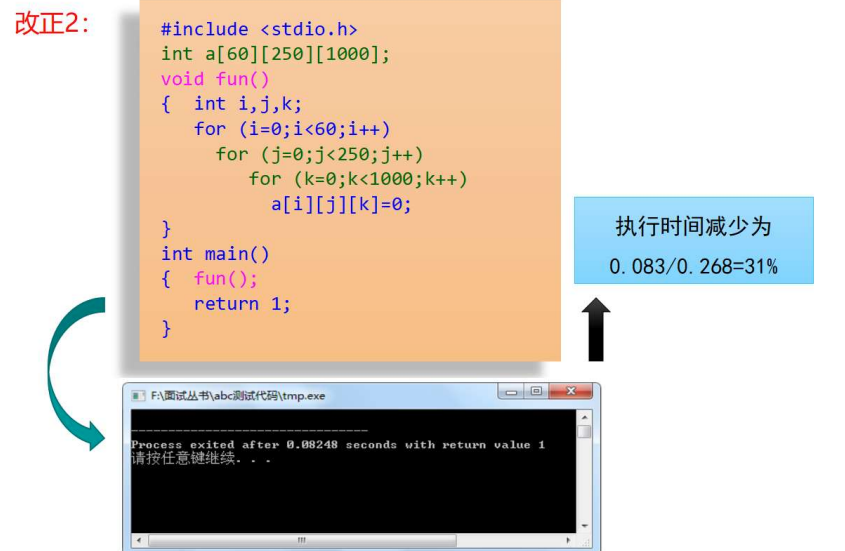 改正2:
#include <stdio.h>
int a[60][250][1000];
void fun()
{  int i,j,k;
   for (i=0;i<60;i++)
     for (j=0;j<250;j++)
        for (k=0;k<1000;k++)
          a[i][j][k]=0;
}
int main()
{  fun();
   return 1;
}
执行时间减少为
0.083/0.268=31%
F:\面试丛书\abc测试代码\tmp.exe
--------------------------------
Process exited after 0.08248 seconds with return value 1
请按任意键继续. . .